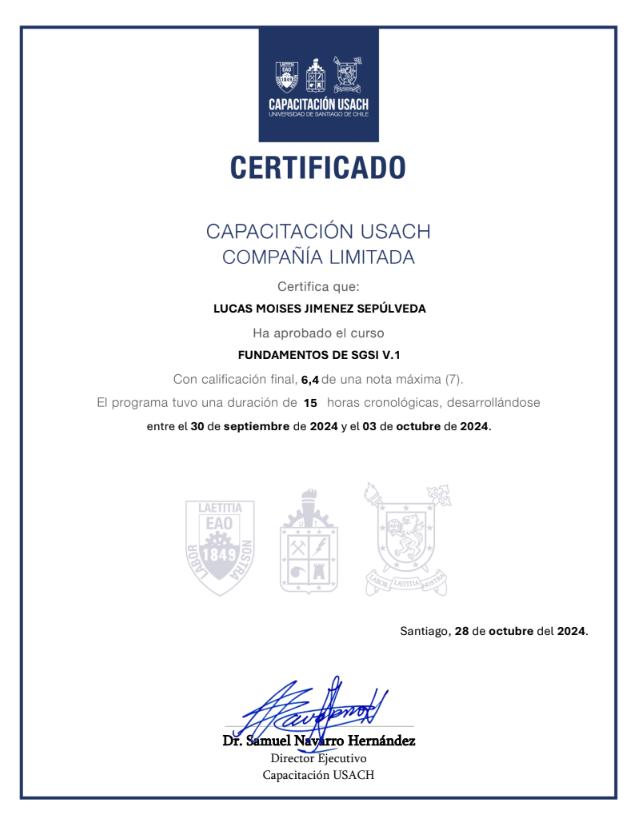 LAETITIA
EAO
1849
CAPACITACIÓN USACH
UNIVERSIDAD DE SANTIAGO DE CHILE
CERTIFICADO
CAPACITACIÓN USACH
COMPAÑÍA LIMITADA
Certifica que:
LUCAS MOISES JIMENEZ SEPÚLVEDA
Ha aprobado el curso
FUNDAMENTOS DE SGSI V.1
Con calificación final, 6,4 de una nota máxima (7).
El programa tuvo una duración de 15 horas cronológicas, desarrollándose
entre el 30 de septiembre de 2024 y el 03 de octubre de 2024.
LAETITIA
EAO
1849
LABOR
NOSTRA
LABOR LAETITIA NOSTRA
Santiago, 28 de octubre del 2024.
Dr. Samuel Navarro Hernández
Director Ejecutivo
Capacitación USACH